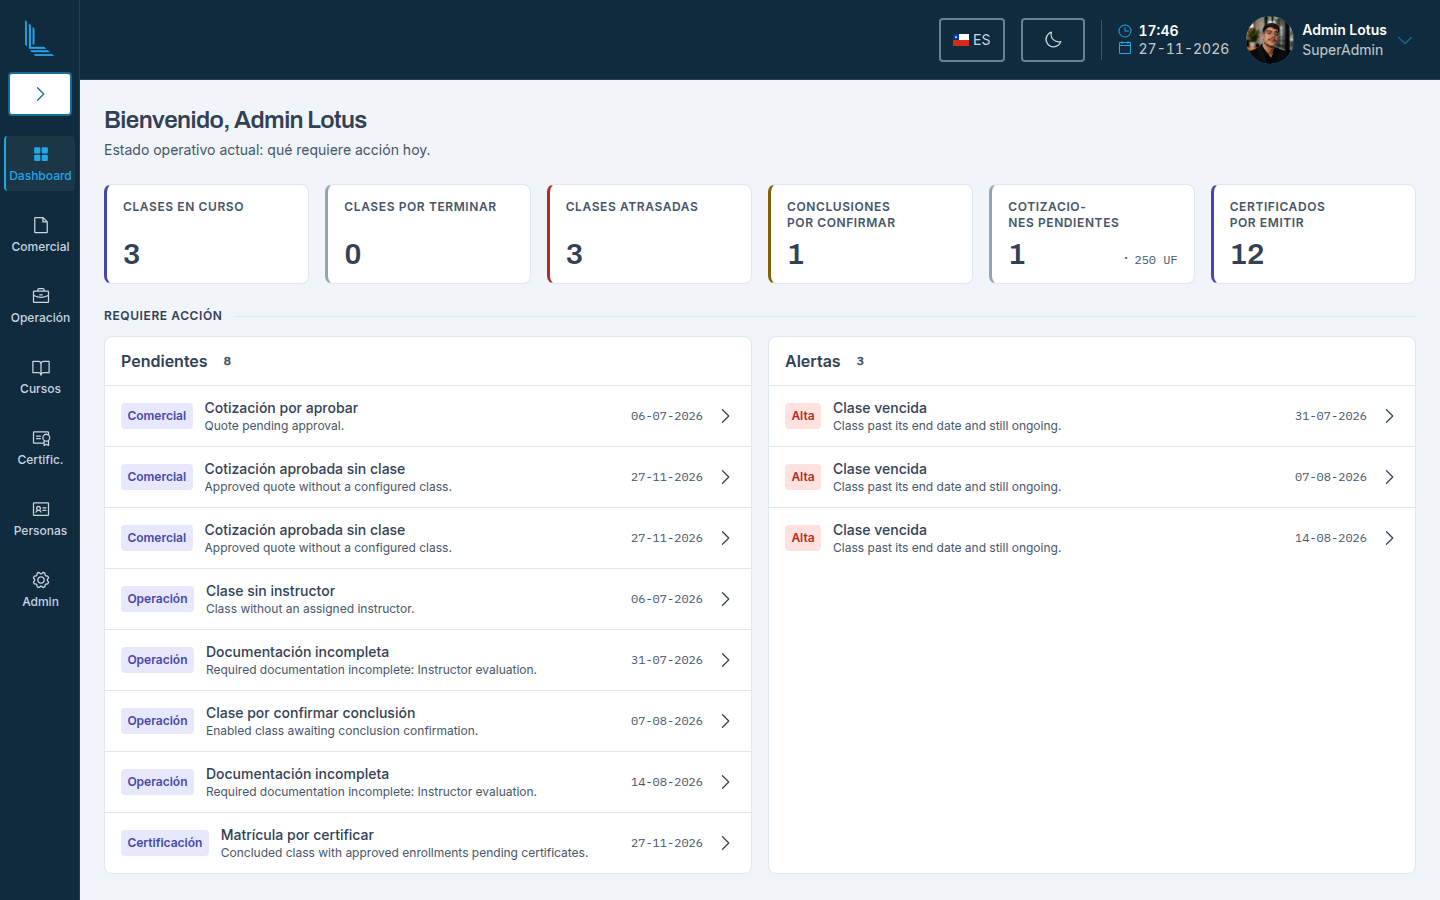 ES
17:46
27-11-2026
Admin Lotus
SuperAdmin
Dashboard
Comercial
Operación
Cursos
Certific.
Personas
Admin
Bienvenido, Admin Lotus
Estado operativo actual: qué requiere acción hoy.
CLASES EN CURSO
3
CLASES POR TERMINAR
0
CLASES ATRASADAS
3
CONCLUSIONES
POR CONFIRMAR
1
COTIZACIO-
NES PENDIENTES
1
· 250 UF
CERTIFICADOS
POR EMITIR
12
REQUIERE ACCIÓN
Pendientes 8
Comercial
Cotización por aprobar
Quote pending approval.
06-07-2026
Comercial
Cotización aprobada sin clase
Approved quote without a configured class.
27-11-2026
Comercial
Cotización aprobada sin clase
Approved quote without a configured class.
27-11-2026
Operación
Clase sin instructor
Class without an assigned instructor.
06-07-2026
Operación
Documentación incompleta
Required documentation incomplete: Instructor evaluation.
31-07-2026
Operación
Clase por confirmar conclusión
Enabled class awaiting conclusion confirmation.
07-08-2026
Operación
Documentación incompleta
Required documentation incomplete: Instructor evaluation.
14-08-2026
Certificación
Matrícula por certificar
Concluded class with approved enrollments pending certificates.
27-11-2026
Alertas 3
Alta
Clase vencida
Class past its end date and still ongoing.
31-07-2026
Alta
Clase vencida
Class past its end date and still ongoing.
07-08-2026
Alta
Clase vencida
Class past its end date and still ongoing.
14-08-2026